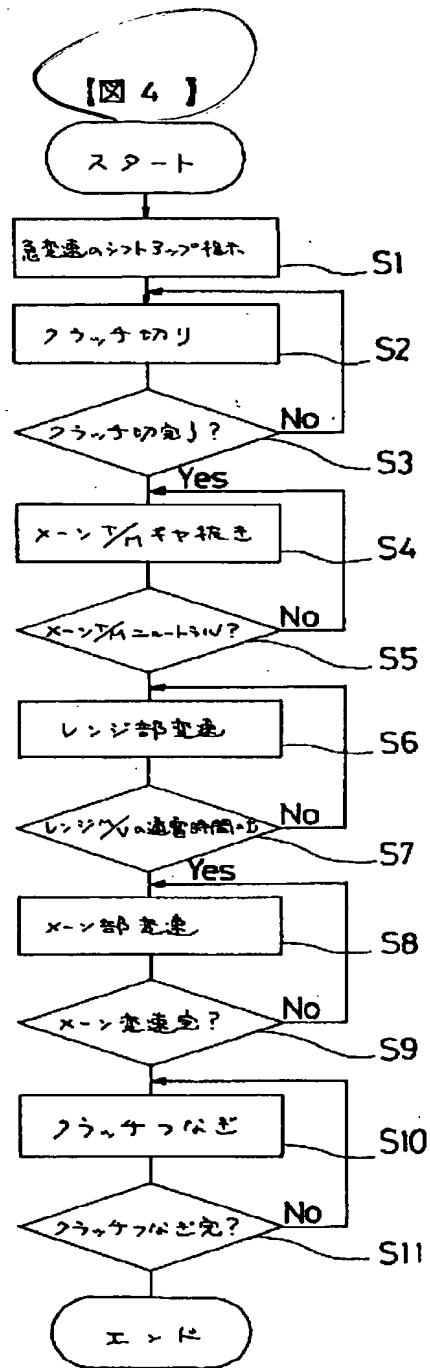 【図 4 】
スタート
急変速のシフトアップ指示
S1
クラッチ切り
S2
クラッチ切完了?
No
S3
Yes
メーンT/Mギヤ抜き
S4
メーンT/Mニュートラル?
No
S5
レンジ部変速
S6
レンジM/Vの通電時間
No
S7
Yes
メーン部変速
S8
メーン変速完?
No
S9
クラッチつなぎ
S10
クラッチつなぎ完?
No
S11
エンド